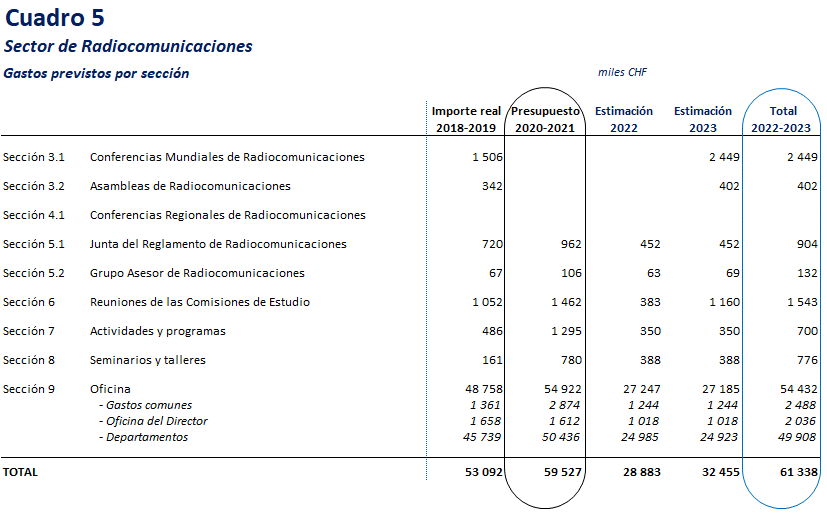 Cuadro 5
Sector de Radiocomunicaciones
Gastos previstos por sección miles CHF
Importe real Presupuesto Estimación Estimación Total
2018-2019 2020-2021 2022 2023 2022-2023
Sección 3.1 Conferencias Mundiales de Radiocomunicaciones 1 506 2 449 2 449
Sección 3.2 Asambleas de Radiocomunicaciones 342 402 402
Sección 4.1 Conferencias Regionales de Radiocomunicaciones
Sección 5.1 Junta del Reglamento de Radiocomunicaciones 720 962 452 452 904
Sección 5.2 Grupo Asesor de Radiocomunicaciones 67 106 63 69 132
Sección 6 Reuniones de las Comisiones de Estudio 1 052 1 462 383 1 160 1 543
Sección 7 Actividades y programas 486 1 295 350 350 700
Sección 8 Seminarios y talleres 161 780 388 388 776
Sección 9 Oficina 48 758 54 922 27 247 27 185 54 432
- Gastos comunes 1 361 2 874 1 244 1 244 2 488
- Oficina del Director 1 658 1 612 1 018 1 018 2 036
- Departamentos 45 739 50 436 24 985 24 923 49 908
TOTAL 53 092 59 527 28 883 32 455 61 338